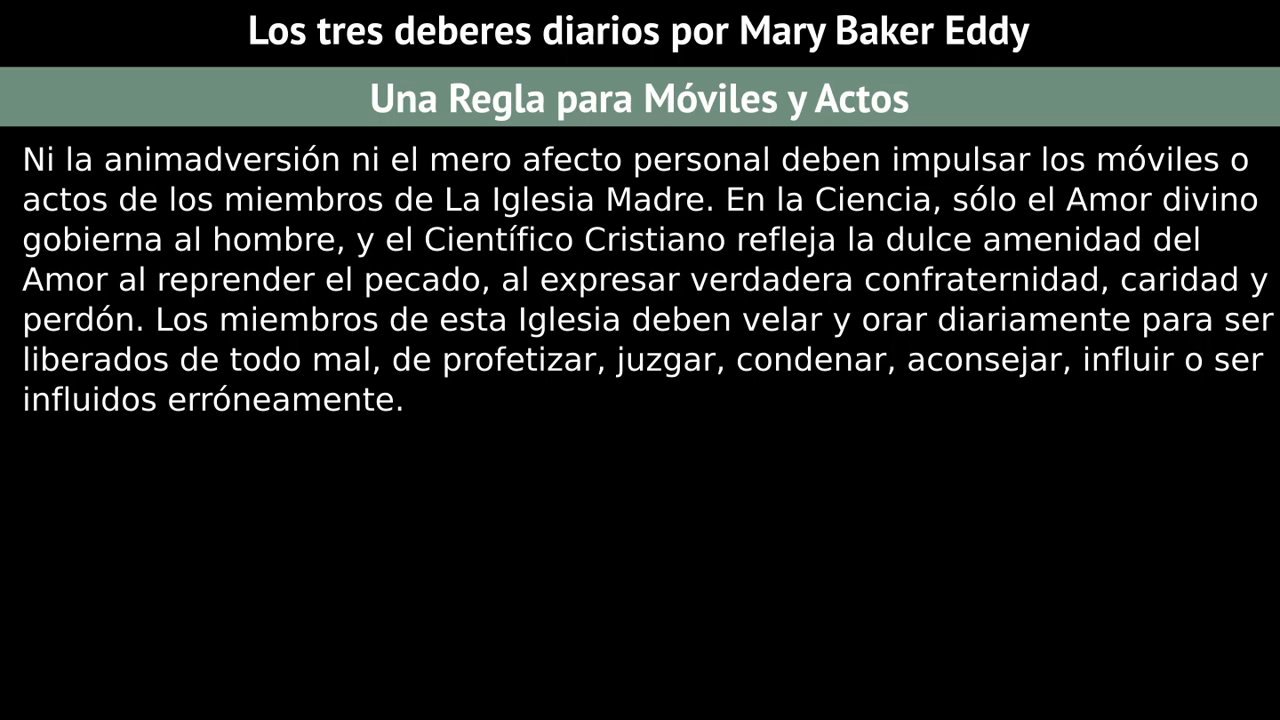 Los tres deberes diarios por Mary Baker Eddy
Una Regla para Móviles y Actos
Ni la animadversión ni el mero afecto personal deben impulsar los móviles o
actos de los miembros de La Iglesia Madre. En la Ciencia, sólo el Amor divino
gobierna al hombre, y el Científico Cristiano refleja la dulce amenidad del
Amor al reprender el pecado, al expresar verdadera confraternidad, caridad y
perdón. Los miembros de esta Iglesia deben velar y orar diariamente para ser
liberados de todo mal, de profetizar, juzgar, condenar, aconsejar, influir o ser
influidos erróneamente.